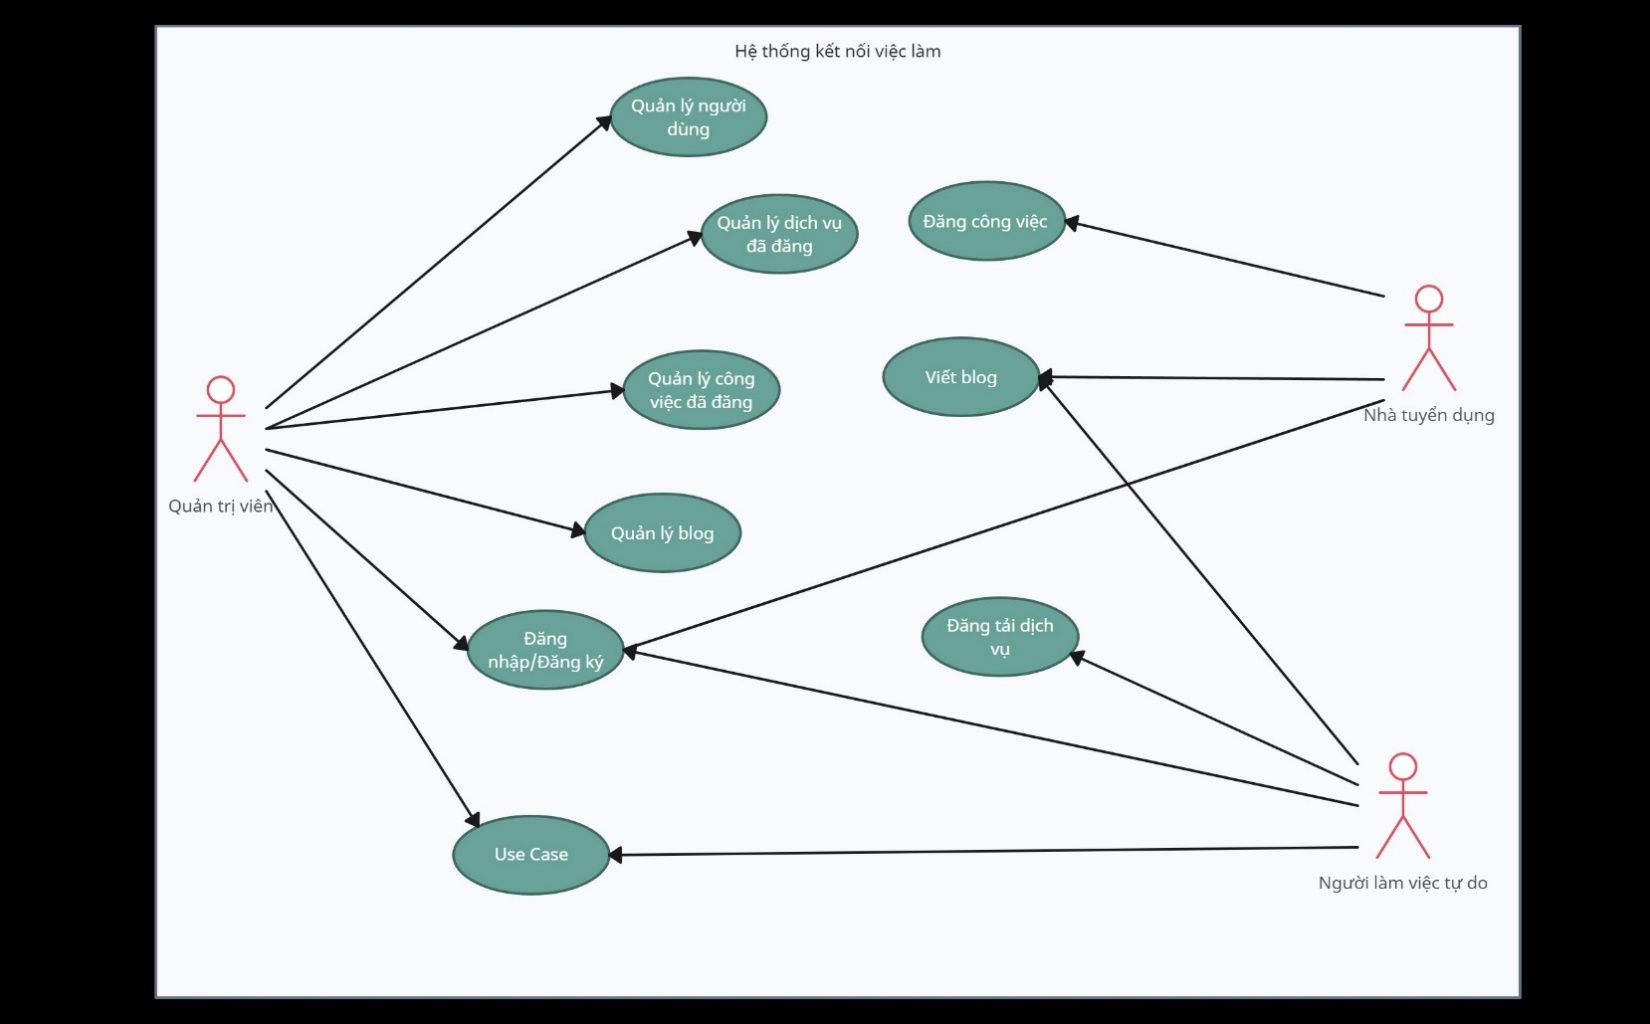 Hệ thống kết nối việc làm
Quản lý người
dùng
Quản lý dịch vụ
đã đăng
Đăng công việc
Quản lý công
việc đã đăng
Viết blog
Nhà tuyển dụng
Quản trị viên
Quản lý blog
Đăng
nhập/Đăng ký
Đăng tải dịch
vụ
Use Case
Người làm việc tự do